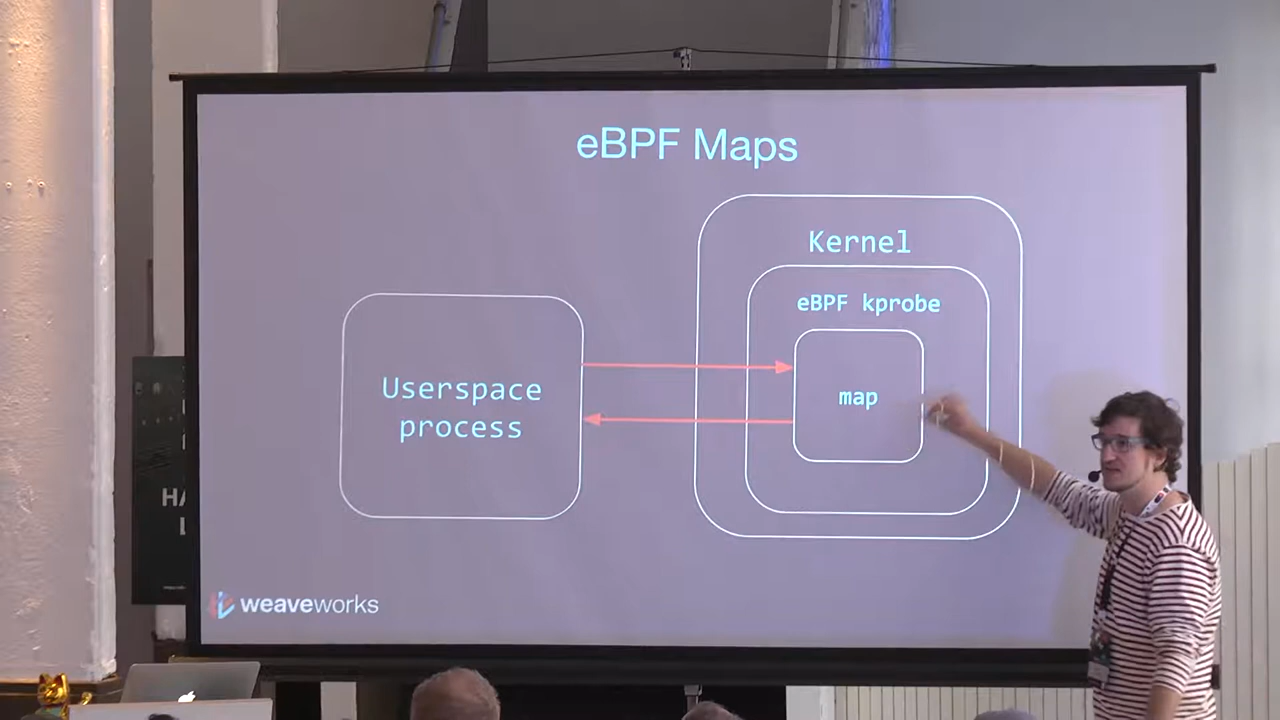 eBPF Maps
Kernel
eBPF kprobe
map
Userspace
process
weaveworks